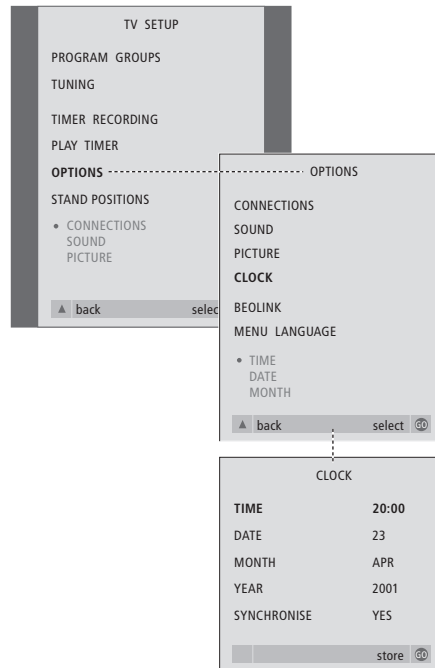 TV SETUP
PROGRAM GROUPS
TUNING
TIMER RECORDING
PLAY TIMER
OPTIONS
STAND POSITIONS
• CONNECTIONS
SOUND
PICTURE
▲ back selec
OPTIONS
CONNECTIONS
SOUND
PICTURE
CLOCK
BEOLINK
MENU LANGUAGE
• TIME
DATE
MONTH
▲ back select GO
CLOCK
TIME 20:00
DATE 23
MONTH APR
YEAR 2001
SYNCHRONISE YES
store GO